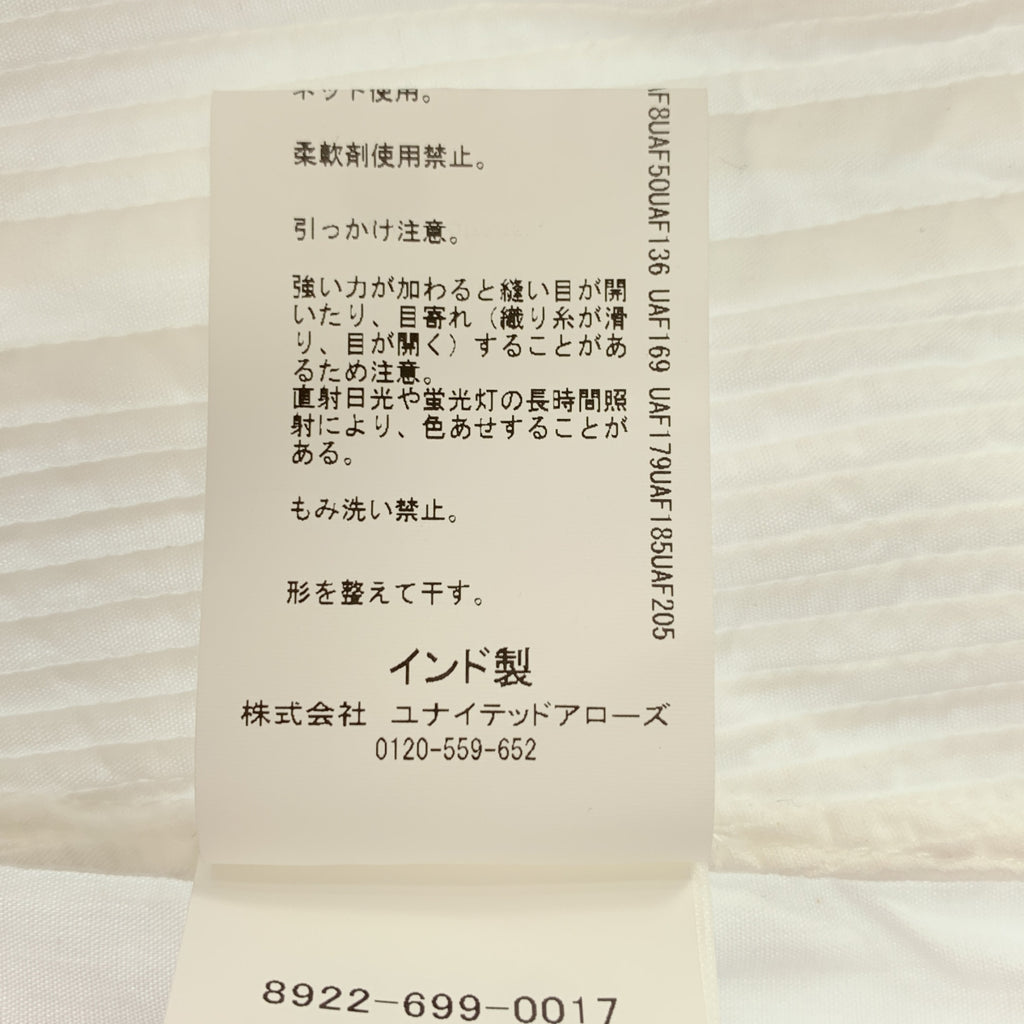 ネット使用。
柔軟剤使用禁止。
引っかけ注意。
強い力が加わると縫い目が開
いたり、目寄れ（織り糸が滑
り、目が開く）することがあ
るため注意。
直射日光や蛍光灯の長時間照
射により、色あせすることが
ある。
もみ洗い禁止。
形を整えて干す。
インド製
株式会社 ユナイテッドアローズ
0120-559-652
F8UAF50UAF136 UAF169 UAF179UAF185UAF205
8922-699-0017